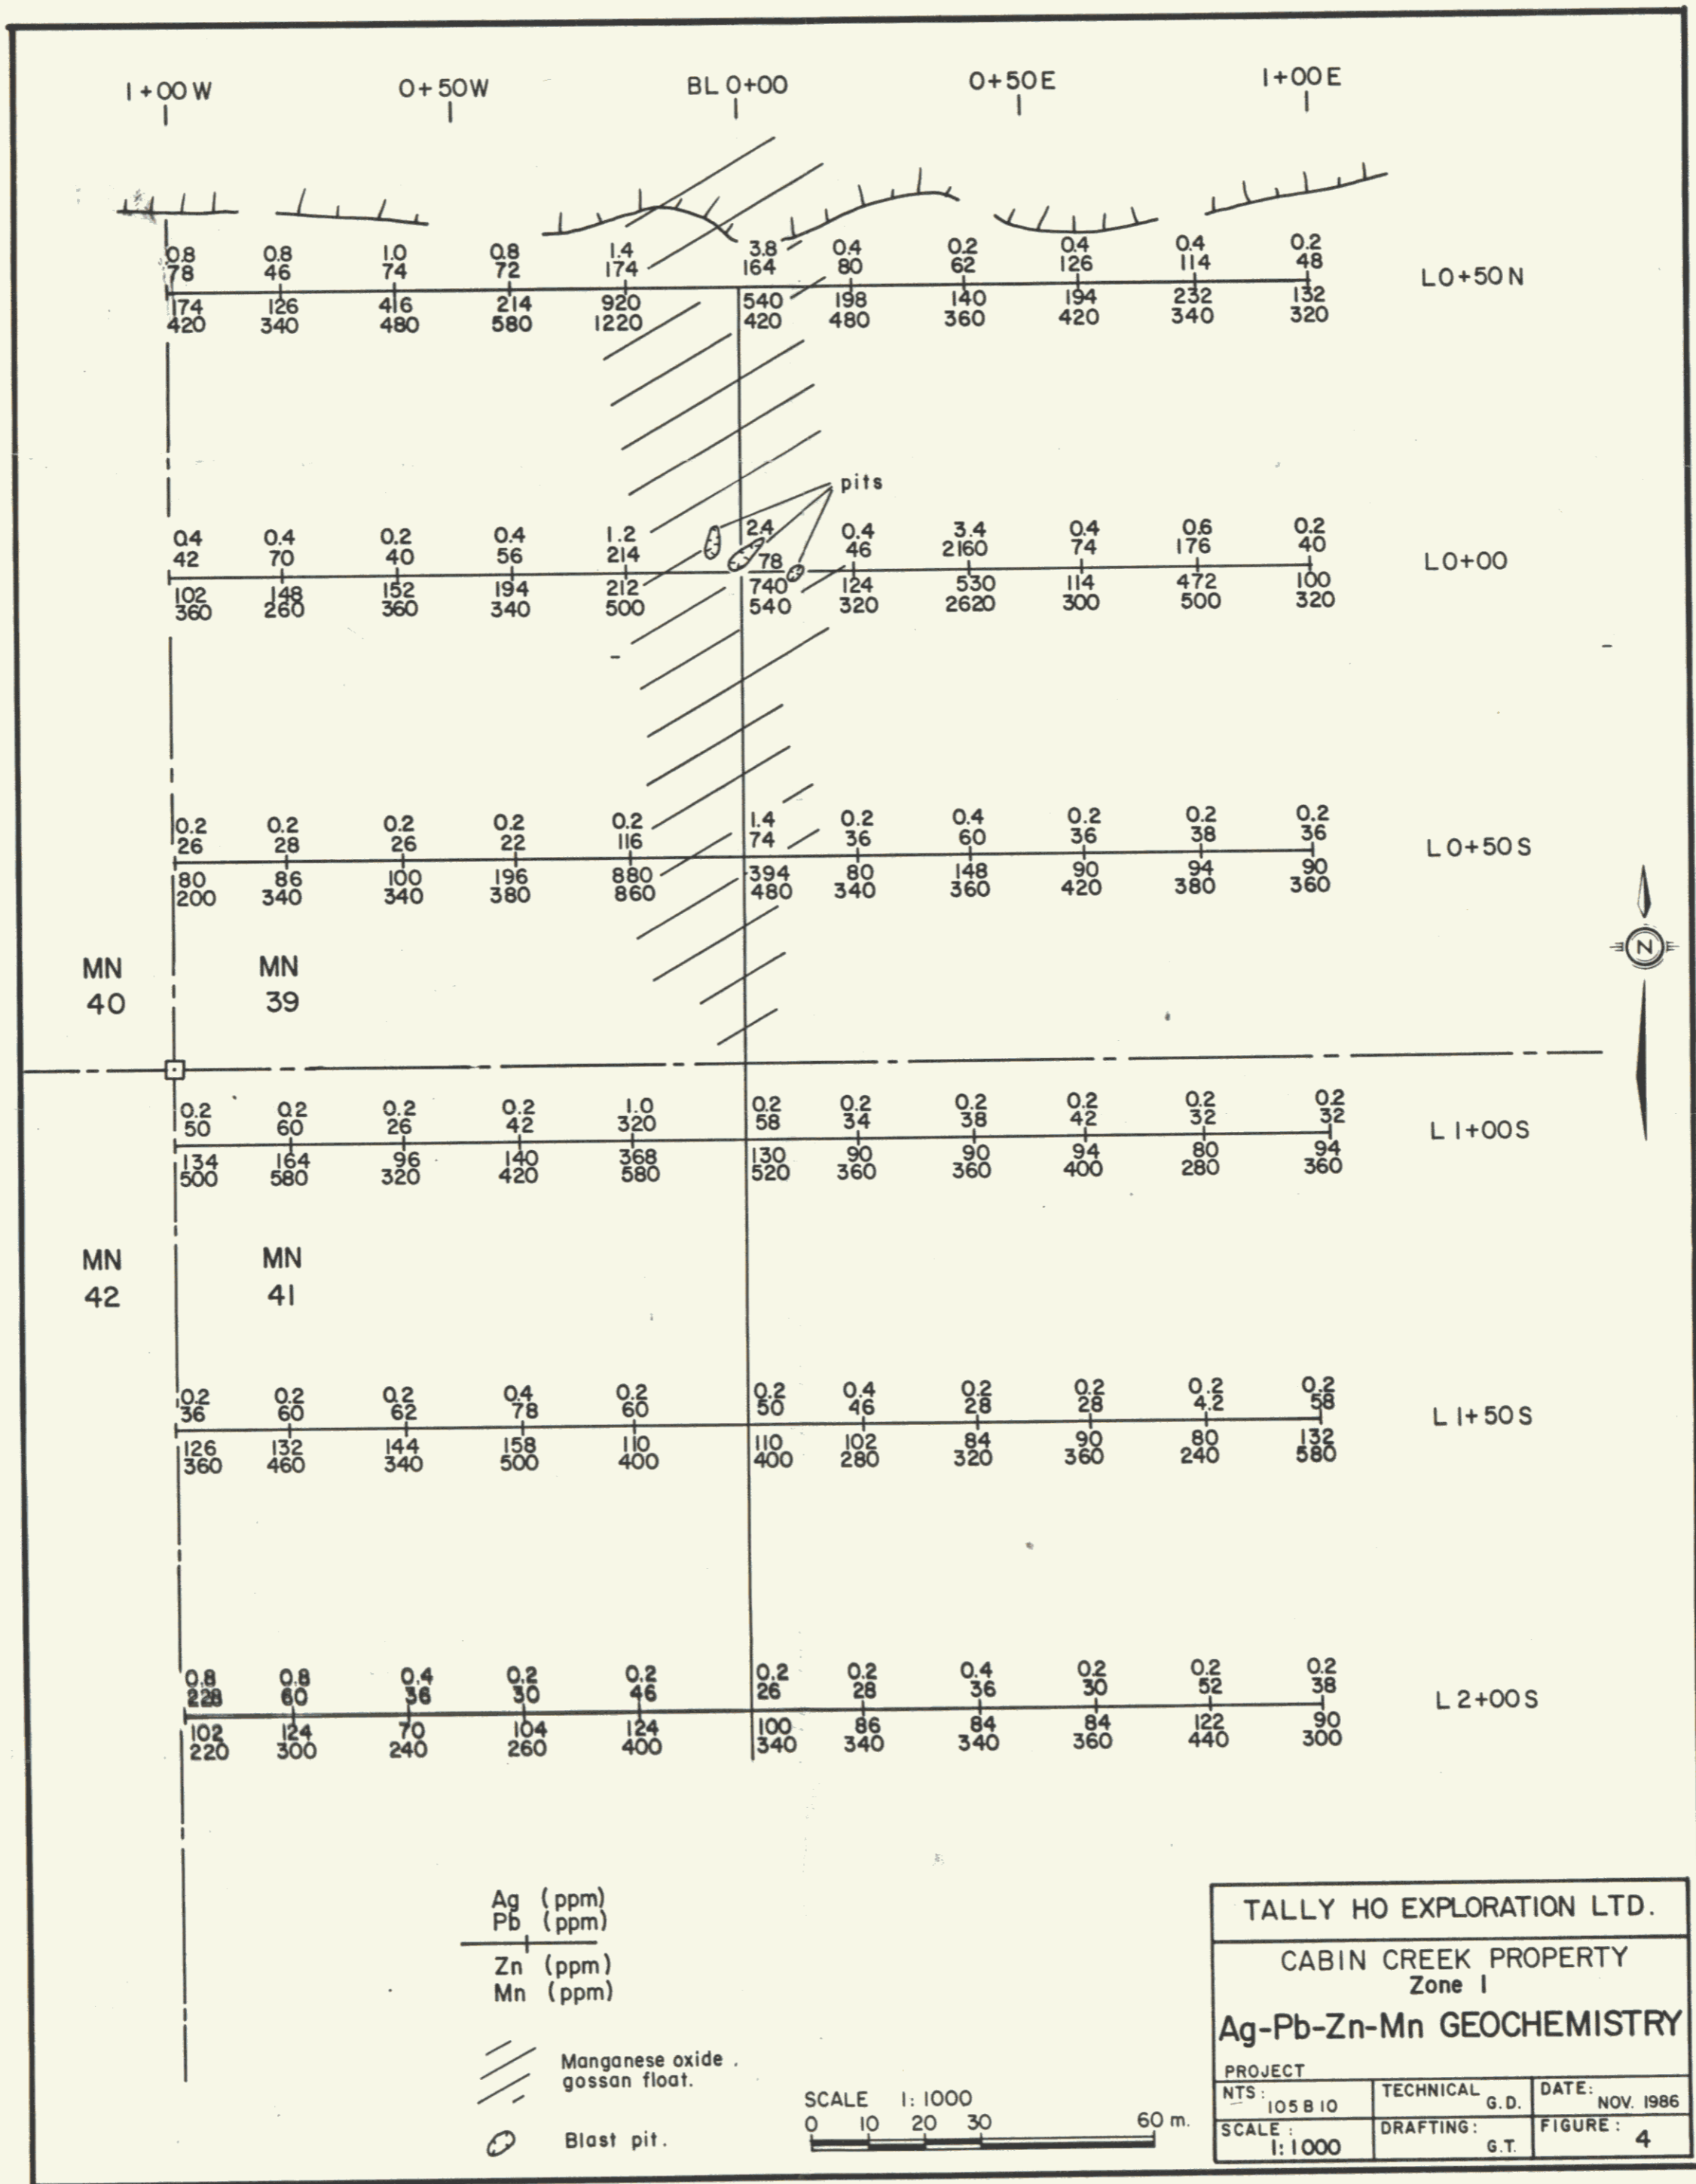 1+00 W 0+50W BL 0+00 0+50E 1+00E
0.8 0.8 1.0 0.8 1.4 3.8 0.4 0.2 0.4 0.4 0.2
78 46 74 72 174 164 80 62 126 114 48
L0+50N
174 126 416 214 920 540 198 140 194 232 132
420 340 480 580 1220 420 480 360 420 340 320
pits
0.4 0.4 0.2 0.4 1.2 2.4 0.4 3.4 0.4 0.6 0.2
42 70 40 56 214 78 46 2160 74 176 40
L0+00
102 148 152 194 212 740 124 530 114 472 100
360 260 360 340 500 540 320 2620 300 500 320
0.2 0.2 0.2 0.2 0.2 1.4 0.2 0.4 0.2 0.2 0.2
26 28 26 22 116 74 36 60 36 38 36
L0+50S
80 86 100 196 880 394 80 148 90 94 90
200 340 340 380 860 480 340 360 420 380 360
MN MN
40 39
N
0.2 0.2 0.2 0.2 1.0 0.2 0.2 0.2 0.2 0.2 0.2
50 60 26 42 320 58 34 38 42 32 32
L 1+00S
134 164 96 140 368 130 90 90 94 80 94
500 580 320 420 580 520 360 360 400 280 360
MN MN
42 41
0.2 0.2 0.2 0.4 0.2 0.2 0.4 0.2 0.2 0.2 0.2
36 60 62 78 60 50 46 28 28 4.2 58
L 1+50S
126 132 144 158 110 110 102 84 90 80 132
360 460 340 500 400 400 280 320 360 240 580
0.8 0.8 0.4 0.2 0.2 0.2 0.2 0.4 0.2 0.2 0.2
228 60 36 30 46 26 28 36 30 52 38
L 2+00S
102 124 70 104 124 100 86 84 84 122 90
220 300 240 260 400 340 340 340 360 440 300
Ag (ppm)
Pb (ppm)
Zn (ppm)
Mn (ppm)
Manganese oxide .
gossan float.
Blast pit.
SCALE 1:1000
0 10 20 30 60 m.
TALLY HO EXPLORATION LTD.
CABIN CREEK PROPERTY
Zone 1
Ag-Pb-Zn-Mn GEOCHEMISTRY
PROJECT
NTS: 105 B 10 TECHNICAL G.D. DATE: NOV. 1986
SCALE: 1:1000 DRAFTING: G.T. FIGURE: 4